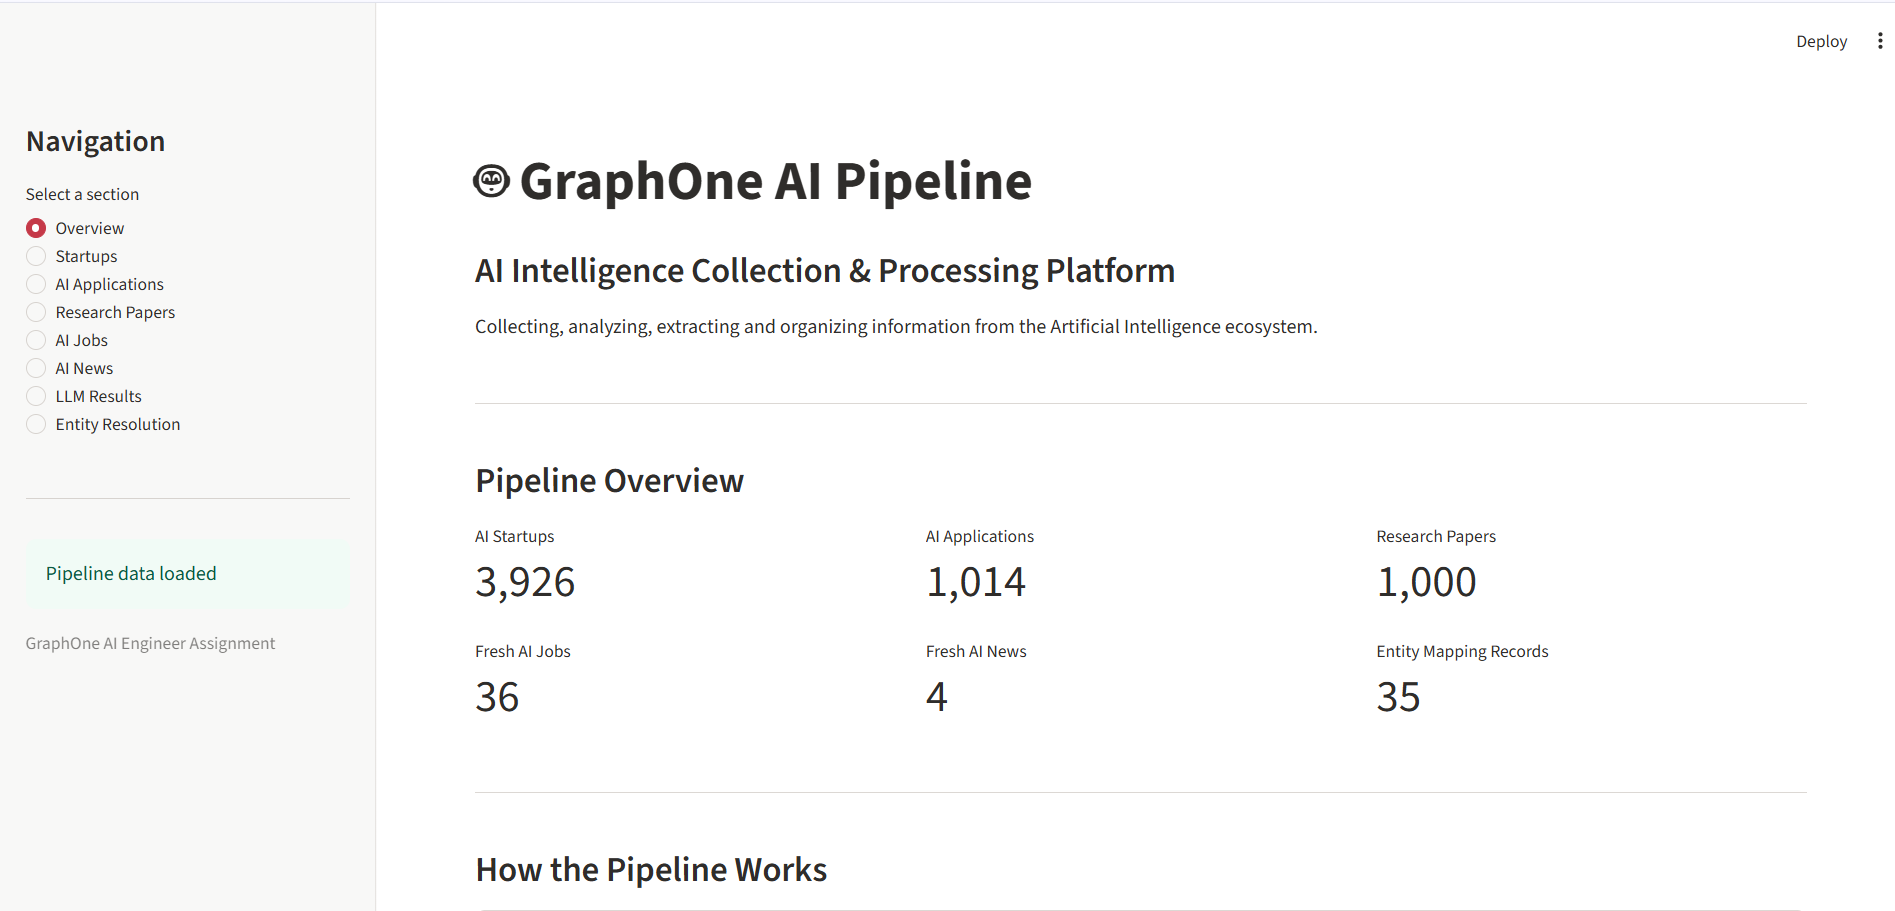 Deploy
Navigation
Select a section
Overview
Startups
AI Applications
Research Papers
AI Jobs
AI News
LLM Results
Entity Resolution
Pipeline data loaded
GraphOne AI Engineer Assignment
GraphOne AI Pipeline
AI Intelligence Collection & Processing Platform
Collecting, analyzing, extracting and organizing information from the Artificial Intelligence ecosystem.
Pipeline Overview
AI Startups
3,926
AI Applications
1,014
Research Papers
1,000
Fresh AI Jobs
36
Fresh AI News
4
Entity Mapping Records
35
How the Pipeline Works